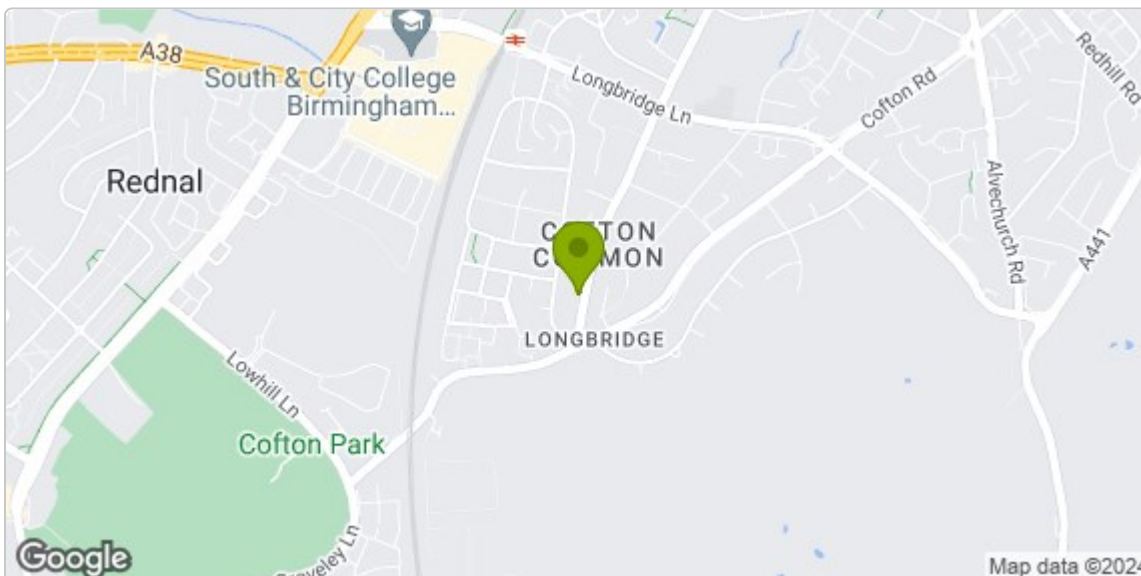 A38
South & City College
Birmingham...
Longbridge Ln
Cofton Rd
Redhill Rd
Rednal
Alvechurch Rd
A441
LONGBRIDGE
Lowhill Ln
Cofton Park
Google
Map data ©2024